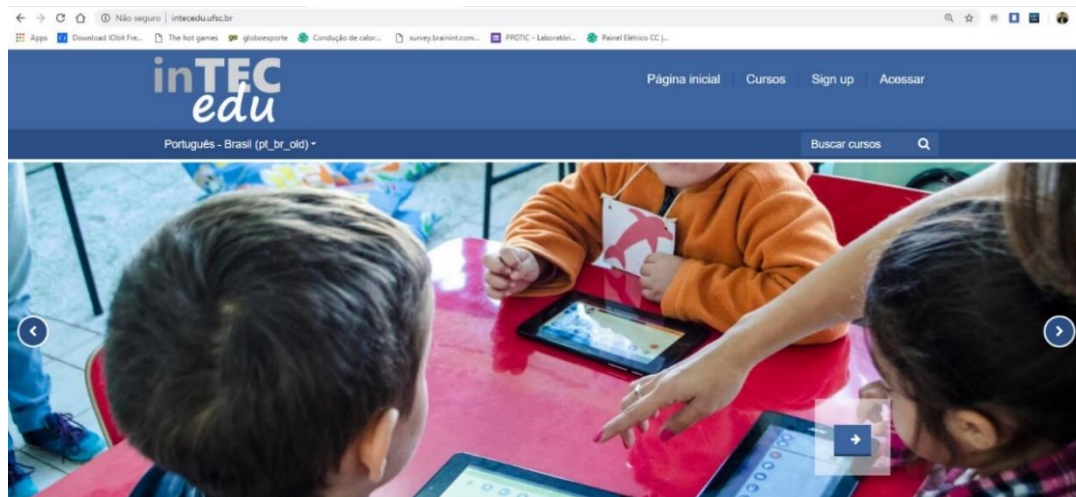 Não seguro | intecedu.ufsc.br
Apps Download IObit Fre... The hot games globoesporte Condução de calor... survey.brainint.com... PPGTIC - Laboratóri... Painel Elétrico CC |...
inTEC
edu
Página inicial Cursos Sign up Acessar
Português - Brasil (pt_br_old)
Buscar cursos